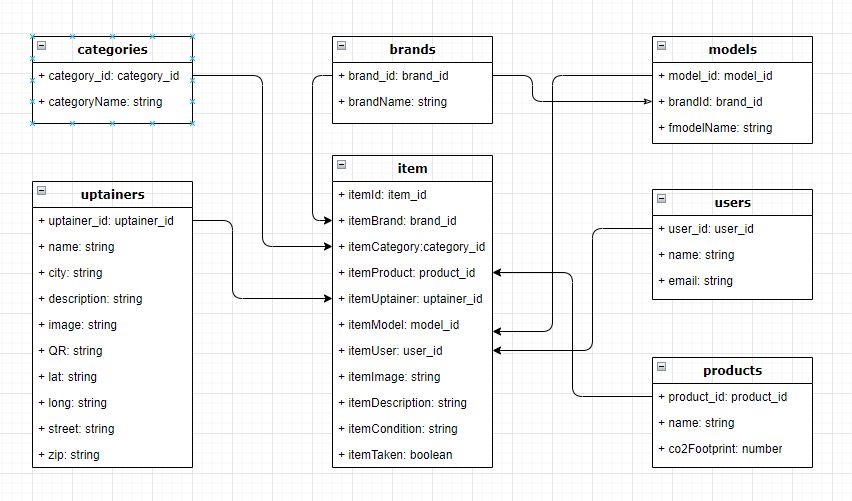 categories
+ category_id: category_id
+ categoryName: string
brands
+ brand_id: brand_id
+ brandName: string
models
+ model_id: model_id
+ brandId: brand_id
+ fmodelName: string
uptainers
+ uptainer_id: uptainer_id
+ name: string
+ city: string
+ description: string
+ image: string
+ QR: string
+ lat: string
+ long: string
+ street: string
+ zip: string
item
+ itemId: item_id
+ itemBrand: brand_id
+ itemCategory:category_id
+ itemProduct: product_id
+ itemUptainer: uptainer_id
+ itemModel: model_id
+ itemUser: user_id
+ itemImage: string
+ itemDescription: string
+ itemCondition: string
+ itemTaken: boolean
users
+ user_id: user_id
+ name: string
+ email: string
products
+ product_id: product_id
+ name: string
+ co2Footprint: number